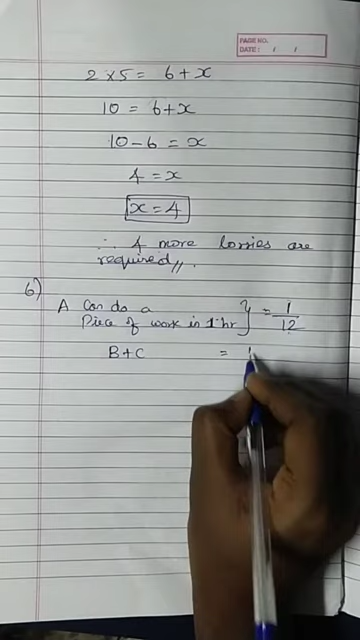 PAGE NO.
DATE : / /
2 × 5 = 6 + x
10 = 6 + x
10 - 6 = x
4 = x
x = 4
∴ 4 more lorries are
required,,.
6)
A Can do a
Piece of work in 1 hr } = 1/12
B + C =